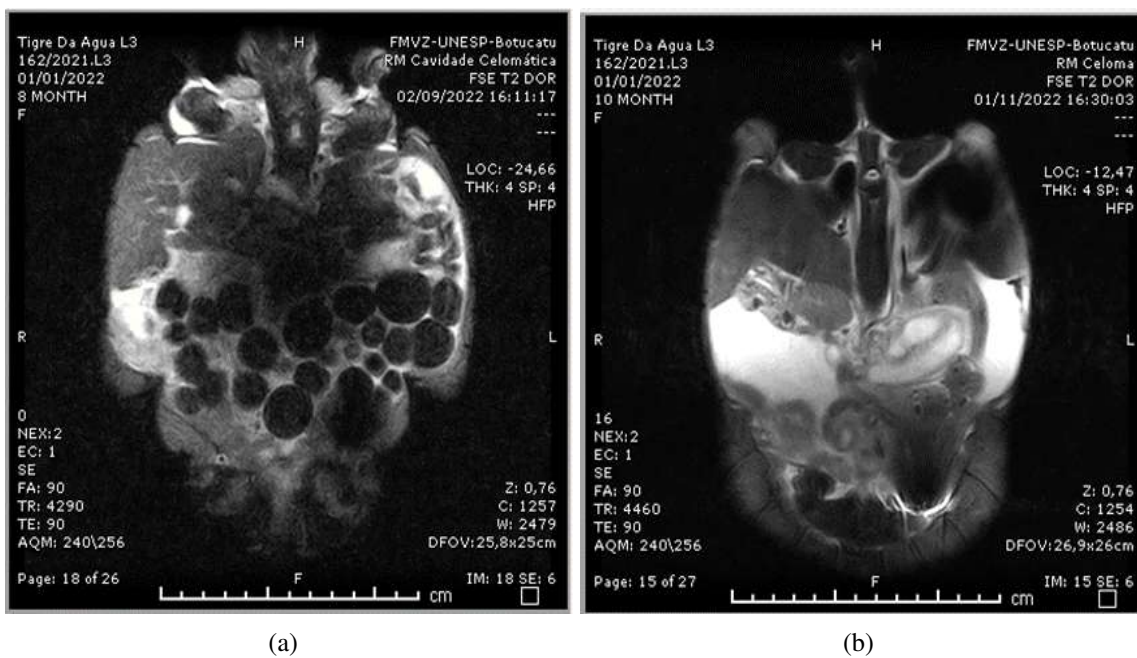 Tigre Da Agua L3
162/2021.L3
01/01/2022
8 MONTH
F
H
FMVZ-UNESP-Botucatu
RM Cavidade Celomática
FSE T2 DOR
02/09/2022 16:11:17
---
---
LOC: -24,66
THK: 4 SP: 4
HFP
R
L
0
NEX:2
EC: 1
SE
FA: 90
TR: 4290
TE: 90
AQM: 240\256
Z: 0,76
C: 1257
W: 2479
DFOV:25,8x25cm
Page: 18 of 26
F
IM: 18 SE: 6
cm
(a)
Tigre Da Agua L3
162/2021.L3
01/01/2022
10 MONTH
F
H
FMVZ-UNESP-Botucatu
RM Celoma
FSE T2 DOR
01/11/2022 16:30:03
---
---
LOC: -12,47
THK: 4 SP: 4
HFP
R
L
16
NEX:2
EC: 1
SE
FA: 90
TR: 4460
TE: 90
AQM: 240\256
Z: 0,76
C: 1254
W: 2486
DFOV:26,9x26cm
Page: 15 of 27
F
IM: 15 SE: 6
cm
(b)